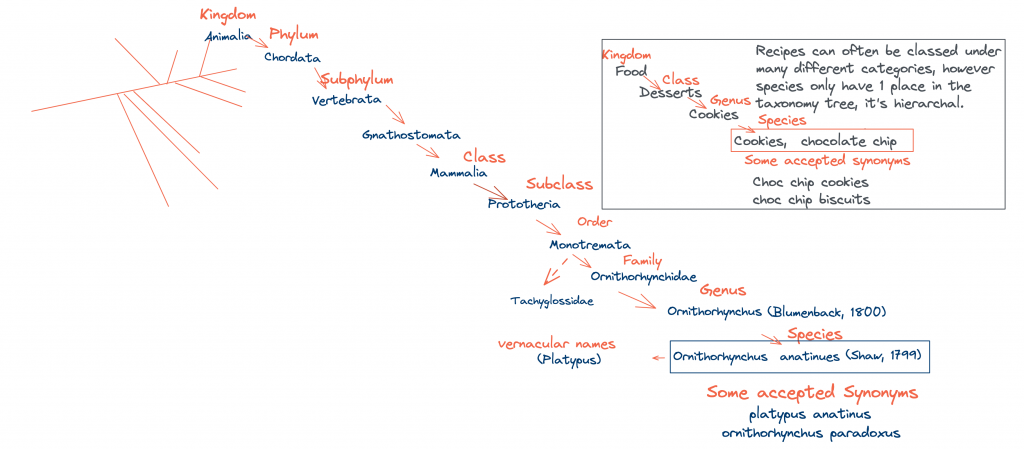 Kingdom
Animalia
Phylum
Chordata
Subphylum
Vertebrata
Gnathostomata
Class
Mammalia
Subclass
Prototheria
Order
Monotremata
Family
Ornithorhynchidae
Tachyglossidae
Genus
Ornithorhynchus (Blumenback, 1800)
Species
Ornithorhynchus anatinues (Shaw, 1799)
vernacular names
(Platypus)
Some accepted Synonyms
platypus anatinus
ornithorhynchus paradoxus
Kingdom
Food
Class
Desserts
Genus
Cookies
Species
Cookies, chocolate chip
Some accepted synonyms
Choc chip cookies
choc chip biscuits
Recipes can often be classed under
many different categories, however
species only have 1 place in the
taxonomy tree, it's hierarchal.